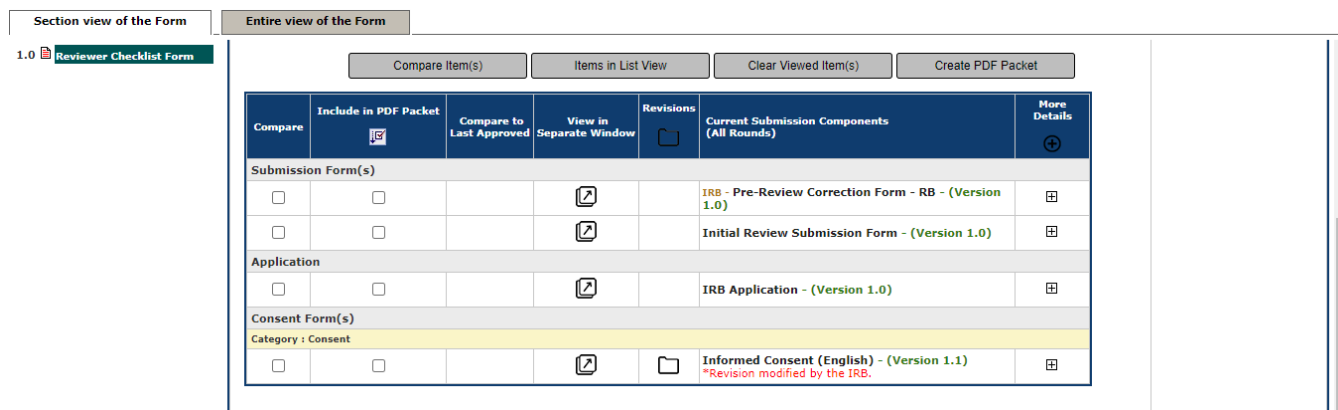 Section view of the Form
Entire view of the Form
1.0 Reviewer Checklist Form
Compare Item(s)
Items in List View
Clear Viewed Item(s)
Create PDF Packet
Compare
Include in PDF Packet
Compare to
Last Approved
View in
Separate Window
Revisions
Current Submission Components
(All Rounds)
More
Details
Submission Form(s)
IRB - Pre-Review Correction Form - RB - (Version
1.0)
Initial Review Submission Form - (Version 1.0)
Application
IRB Application - (Version 1.0)
Consent Form(s)
Category : Consent
Informed Consent (English) - (Version 1.1)
*Revision modified by the IRB.